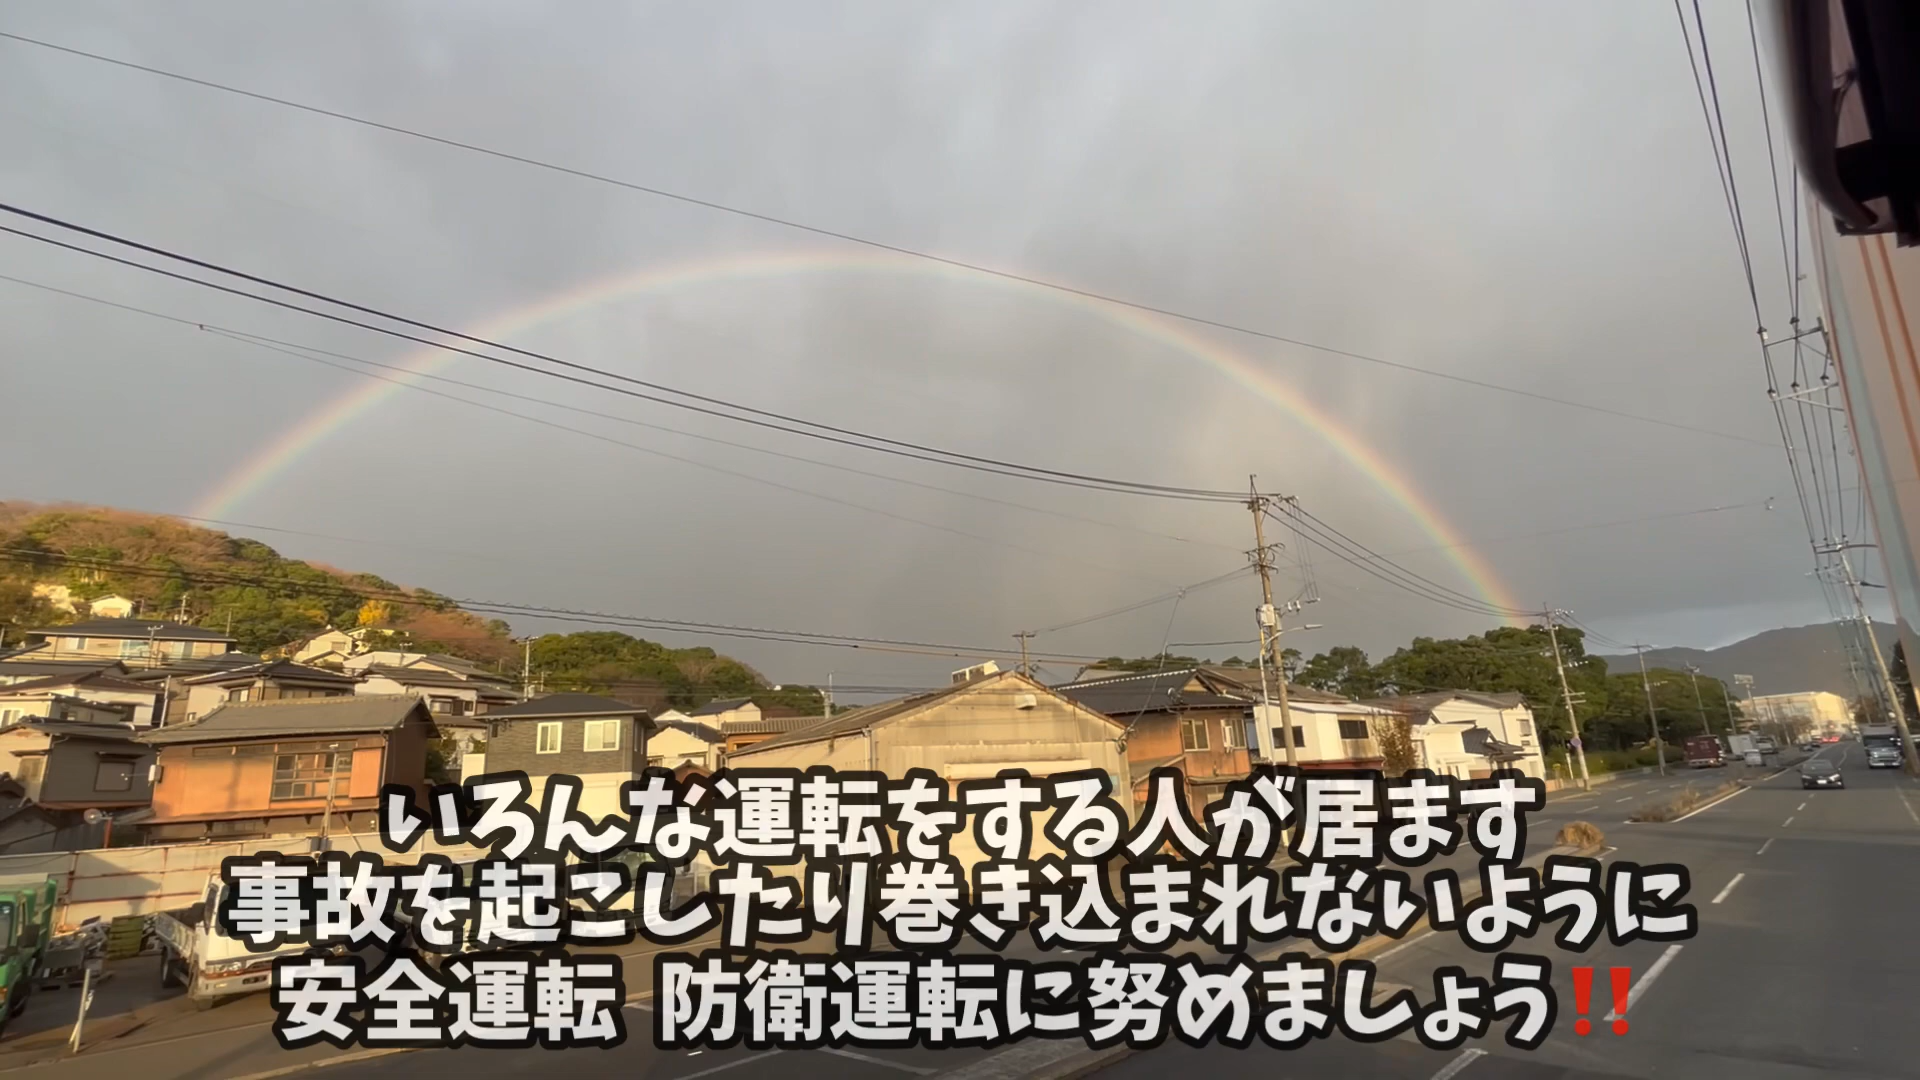 いろんな運転をする人が居ます
事故を起こしたり巻き込まれないように
安全運転 防衛運転に努めましょう‼️